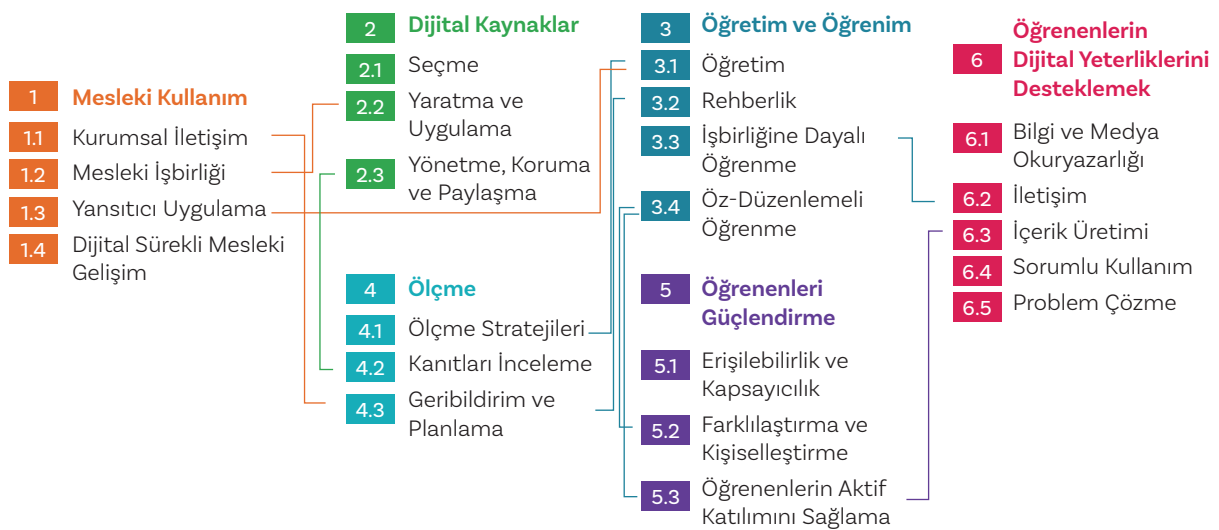 1 Mesleki Kullanım
1.1 Kurumsal İletişim
1.2 Mesleki İşbirliği
1.3 Yansıtıcı Uygulama
1.4 Dijital Sürekli Mesleki
Gelişim
2 Dijital Kaynaklar
2.1 Seçme
2.2 Yaratma ve
Uygulama
2.3 Yönetme, Koruma
ve Paylaşma
3 Öğretim ve Öğrenim
3.1 Öğretim
3.2 Rehberlik
3.3 İşbirliğine Dayalı
Öğrenme
3.4 Öz-Düzenlemeli
Öğrenme
4 Ölçme
4.1 Ölçme Stratejileri
4.2 Kanıtları İnceleme
4.3 Geribildirim ve
Planlama
5 Öğrenenleri
Güçlendirme
5.1 Erişilebilirlik ve
Kapsayıcılık
5.2 Farklılaştırma ve
Kişiselleştirme
5.3 Öğrenenlerin Aktif
Katılımını Sağlama
Öğrenenlerin
6 Dijital Yeterliklerini
Desteklemek
6.1 Bilgi ve Medya
Okuryazarlığı
6.2 İletişim
6.3 İçerik Üretimi
6.4 Sorumlu Kullanım
6.5 Problem Çözme